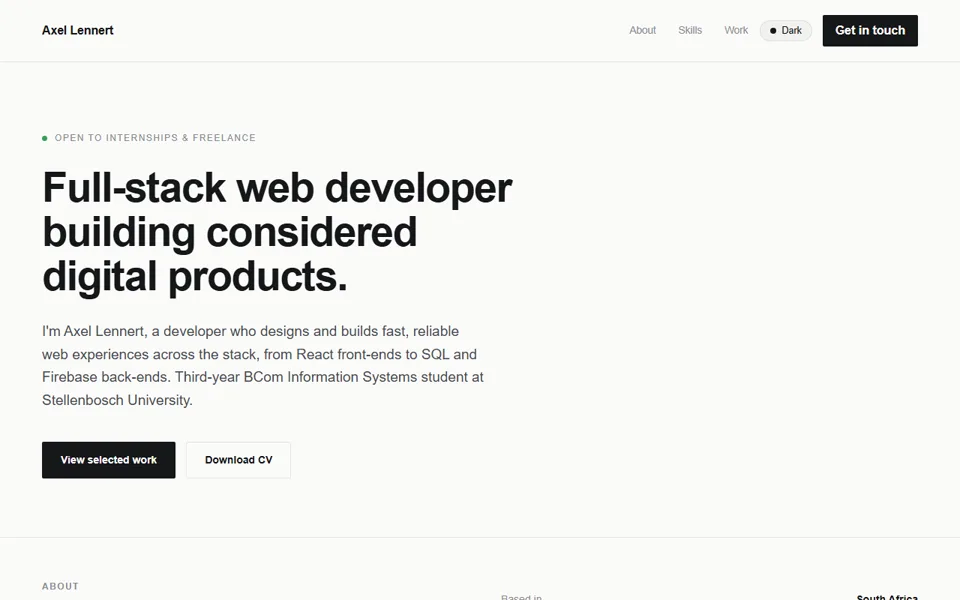 Axel Lennert
About Skills Work Dark Get in touch
OPEN TO INTERNSHIPS & FREELANCE
Full-stack web developer
building considered
digital products.
I'm Axel Lennert, a developer who designs and builds fast, reliable
web experiences across the stack, from React front-ends to SQL and
Firebase back-ends. Third-year BCom Information Systems student at
Stellenbosch University.
View selected work Download CV
ABOUT
Based in South Africa